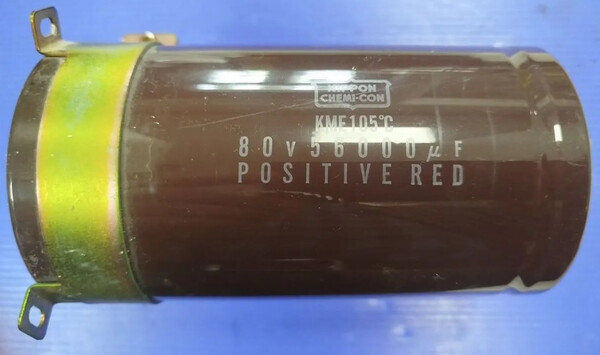 NIPPON
CHEMI-CON
KME105°C
80V56000µF
POSITIVE RED